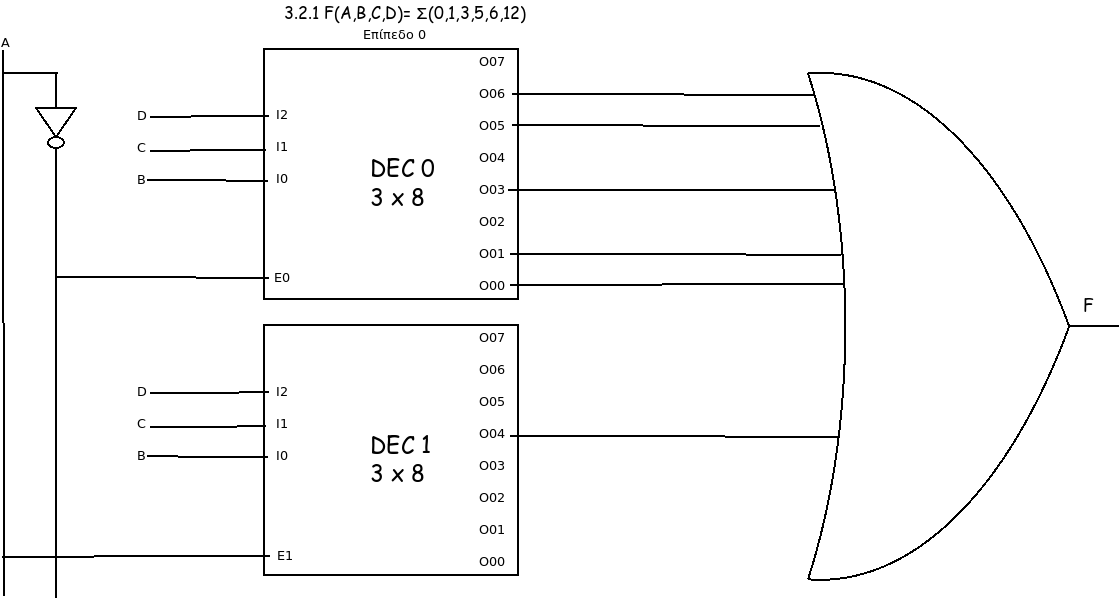 3.2.1 F(A,B,C,D)= Σ(0,1,3,5,6,12)
Επίπεδο 0
A
O07
O06
D
I2
O05
C
I1
O04
DEC 0
B
I0
3 x 8
O03
O02
O01
E0
O00
F
O07
O06
D
I2
O05
C
I1
O04
DEC 1
B
I0
3 x 8
O03
O02
O01
E1
O00